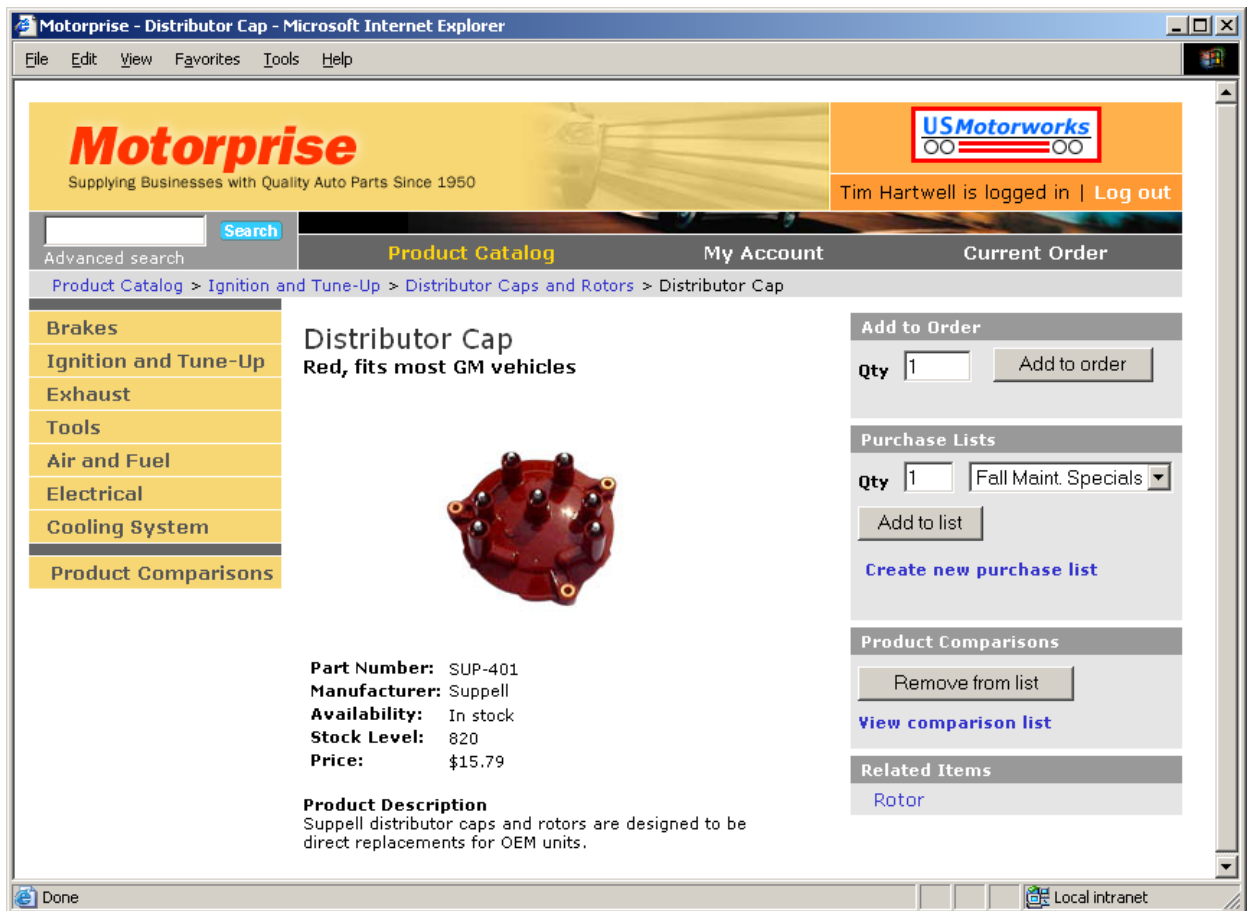 Motorprise - Distributor Cap - Microsoft Internet Explorer
File Edit View Favorites Tools Help
Motorprise
Supplying Businesses with Quality Auto Parts Since 1950
USMotorworks
Tim Hartwell is logged in | Log out
Search
Advanced search
Product Catalog My Account Current Order
Product Catalog > Ignition and Tune-Up > Distributor Caps and Rotors > Distributor Cap
Brakes
Ignition and Tune-Up
Exhaust
Tools
Air and Fuel
Electrical
Cooling System
Product Comparisons
Distributor Cap
Red, fits most GM vehicles
Part Number: SUP-401
Manufacturer: Suppell
Availability: In stock
Stock Level: 820
Price: $15.79
Product Description
Suppell distributor caps and rotors are designed to be
direct replacements for OEM units.
Add to Order
Qty 1 Add to order
Purchase Lists
Qty 1 Fall Maint. Specials
Add to list
Create new purchase list
Product Comparisons
Remove from list
View comparison list
Related Items
Rotor
Done Local intranet